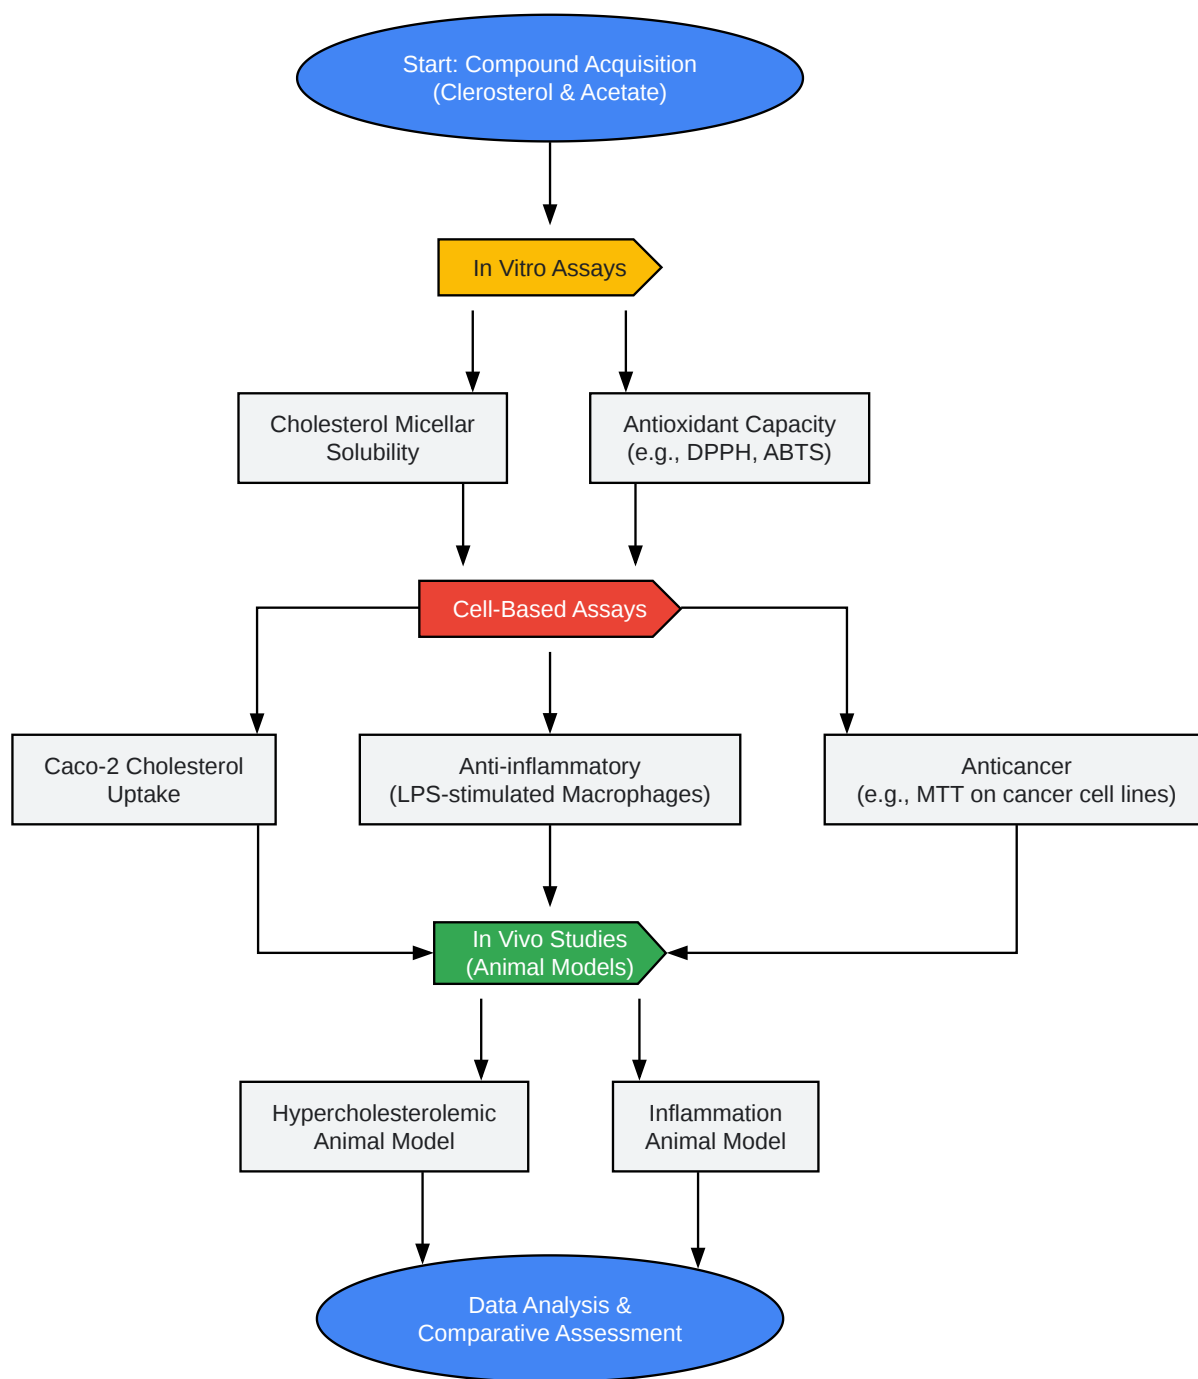 Start: Compound Acquisition
(Clerosterol & Acetate)
In Vitro Assays
Cholesterol Micellar
Solubility
Antioxidant Capacity
(e.g., DPPH, ABTS)
Cell-Based Assays
Caco-2 Cholesterol
Uptake
Anti-inflammatory
(LPS-stimulated Macrophages)
Anticancer
(e.g., MTT on cancer cell lines)
In Vivo Studies
(Animal Models)
Hypercholesterolemic
Animal Model
Inflammation
Animal Model
Data Analysis &
Comparative Assessment